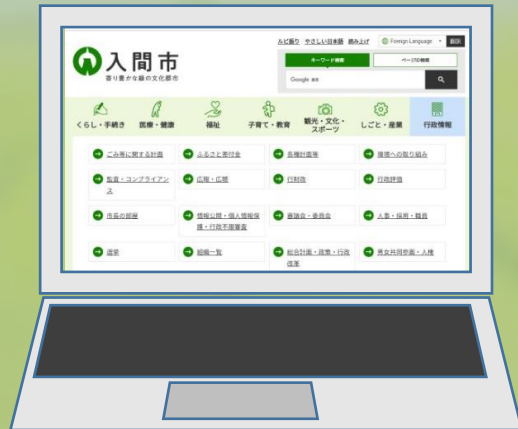 ルビ振り やさしい日本語 読み上げ Foreign Language
入間市
香り豊かな緑の文化都市
キーワード検索 ページID検索
Google
くらし・手続き 医療・健康 福祉 子育て・教育 観光・文化・スポーツ しごと・産業 行政情報
ごみ等に関する計画 ふるさと寄付金 各種計画等 環境への取り組み
監査・コンプライアンス 広報・広聴 行財政 行政評価
市長の部屋 情報公開・個人情報保護・行政不服審査 審議会・委員会 人事・採用・職員
選挙 組織一覧 総合計画・政策・行政改革 男女共同参画・人権